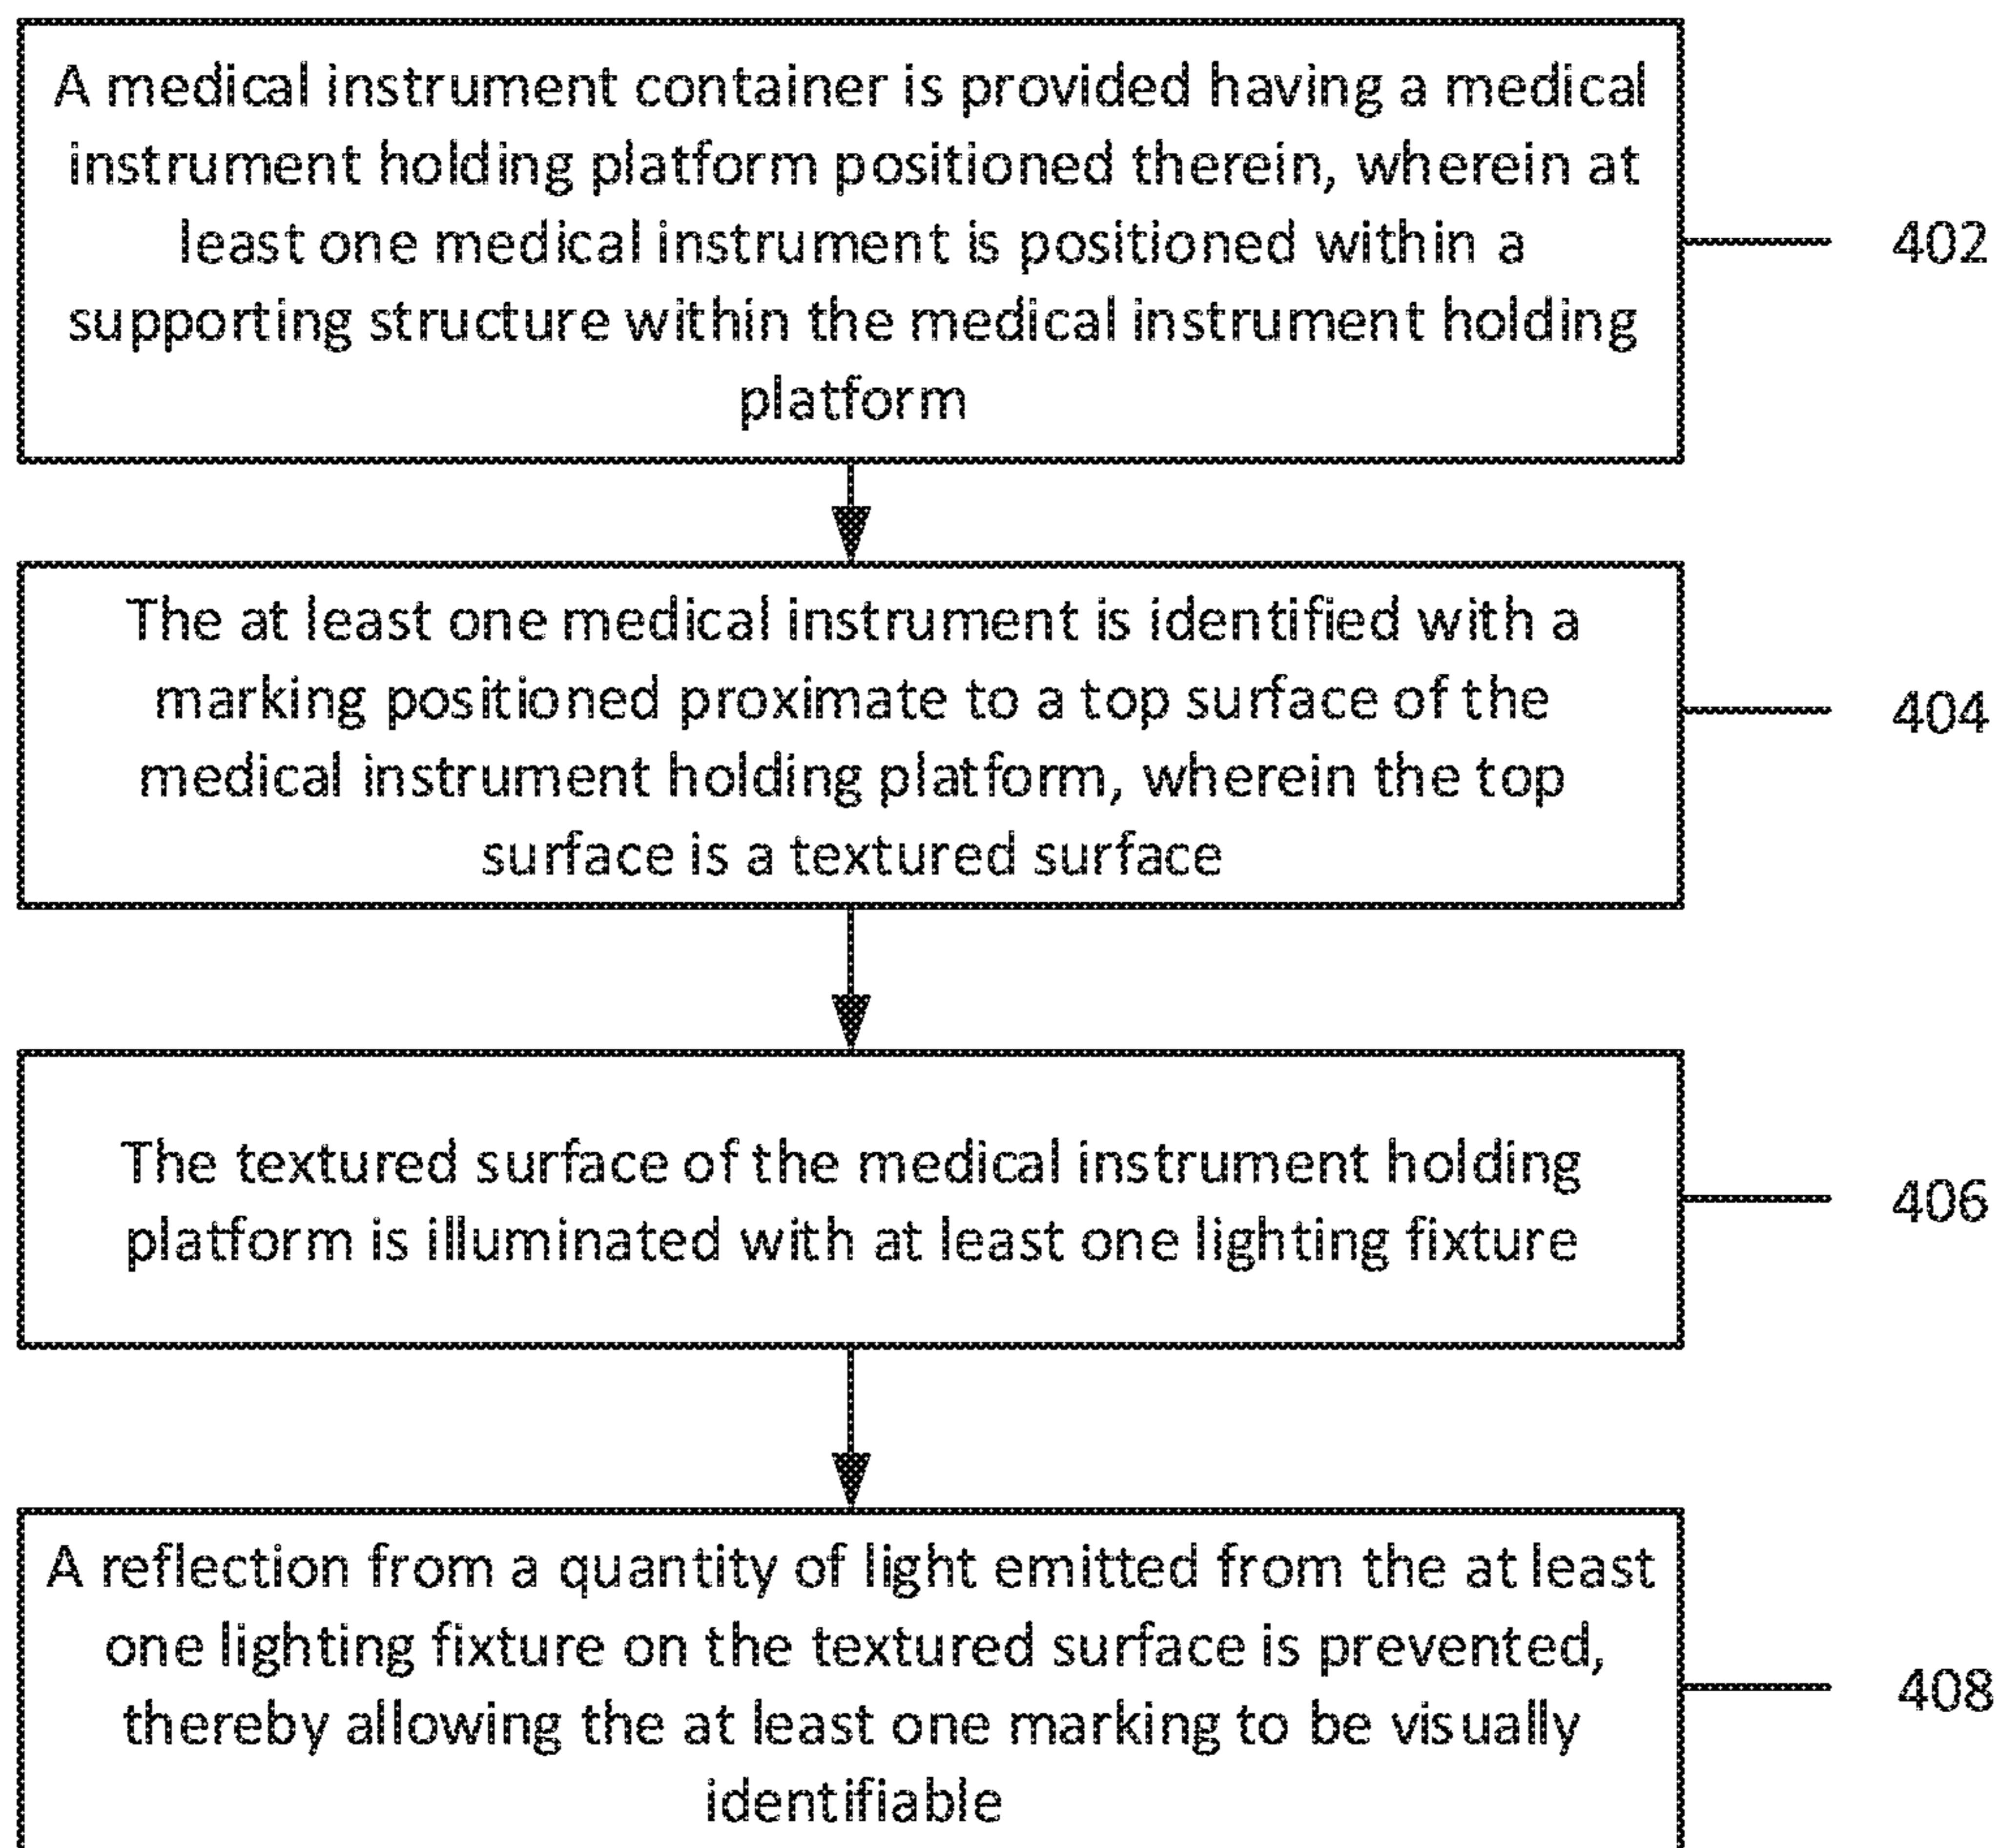 A medical instrument container is provided having a medical
instrument holding platform positioned therein, wherein at
least one medical instrument is positioned within a
supporting structure within the medical instrument holding
platform
402
The at least one medical instrument is identified with a
marking positioned proximate to a top surface of the
medical instrument holding platform, wherein the top
surface is a textured surface
404
The textured surface of the medical instrument holding
platform is illuminated with at least one lighting fixture
406
A reflection from a quantity of light emitted from the at least
one lighting fixture on the textured surface is prevented,
thereby allowing the at least one marking to be visually
identifiable
408